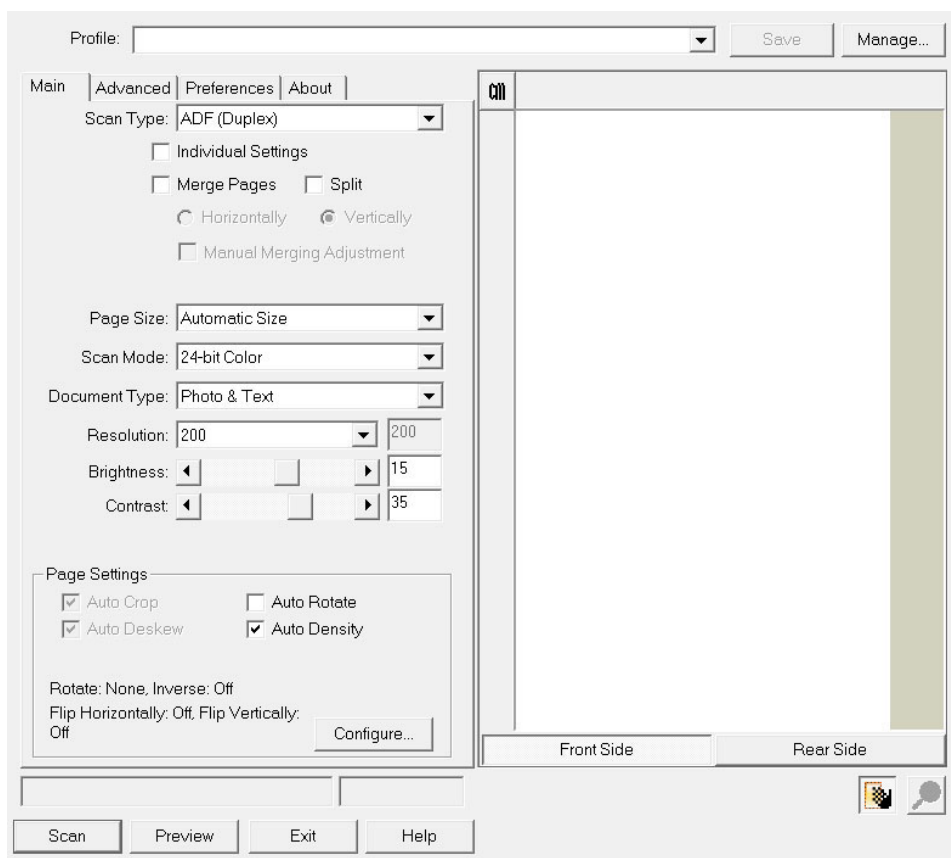 Profile:
Save
Manage...
Main
Advanced
Preferences
About
cm
Scan Type: ADF (Duplex)
Individual Settings
Merge Pages
Split
Horizontally
Vertically
Manual Merging Adjustment
Page Size: Automatic Size
Scan Mode: 24-bit Color
Document Type: Photo & Text
Resolution: 200 200
Brightness: 15
Contrast: 35
Page Settings
Auto Crop
Auto Rotate
Auto Deskew
Auto Density
Rotate: None, Inverse: Off
Flip Horizontally: Off, Flip Vertically:
Off
Configure...
Front Side
Rear Side
Scan
Preview
Exit
Help